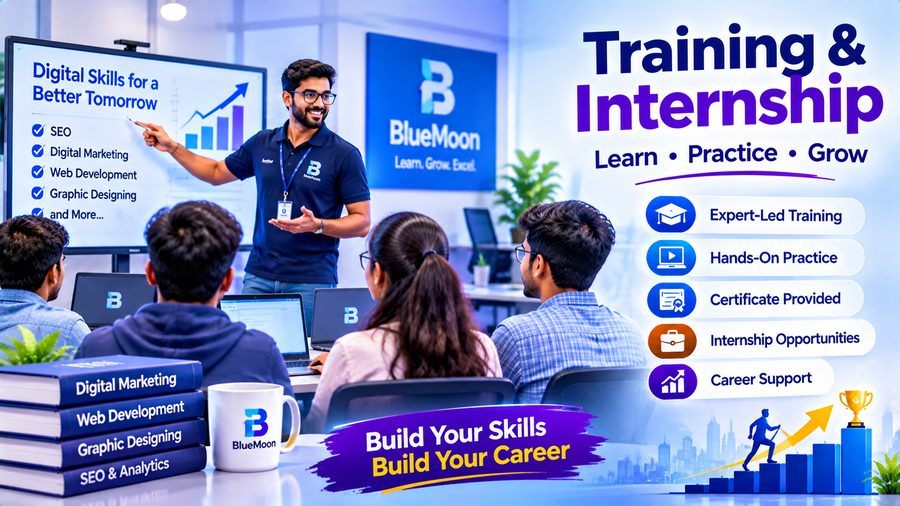 Digital Skills for a
Better Tomorrow
SEO
Digital Marketing
Web Development
Graphic Designing
and More...
B
BlueMoon
Learn. Grow. Excel.
B
B
B
Training &
Internship
Learn • Practice • Grow
Expert-Led Training
Hands-On Practice
Certificate Provided
Internship Opportunities
Career Support
Digital Marketing
Web Development
Graphic Designing
SEO & Analytics
B
BlueMoon
Build Your Skills
Build Your Career